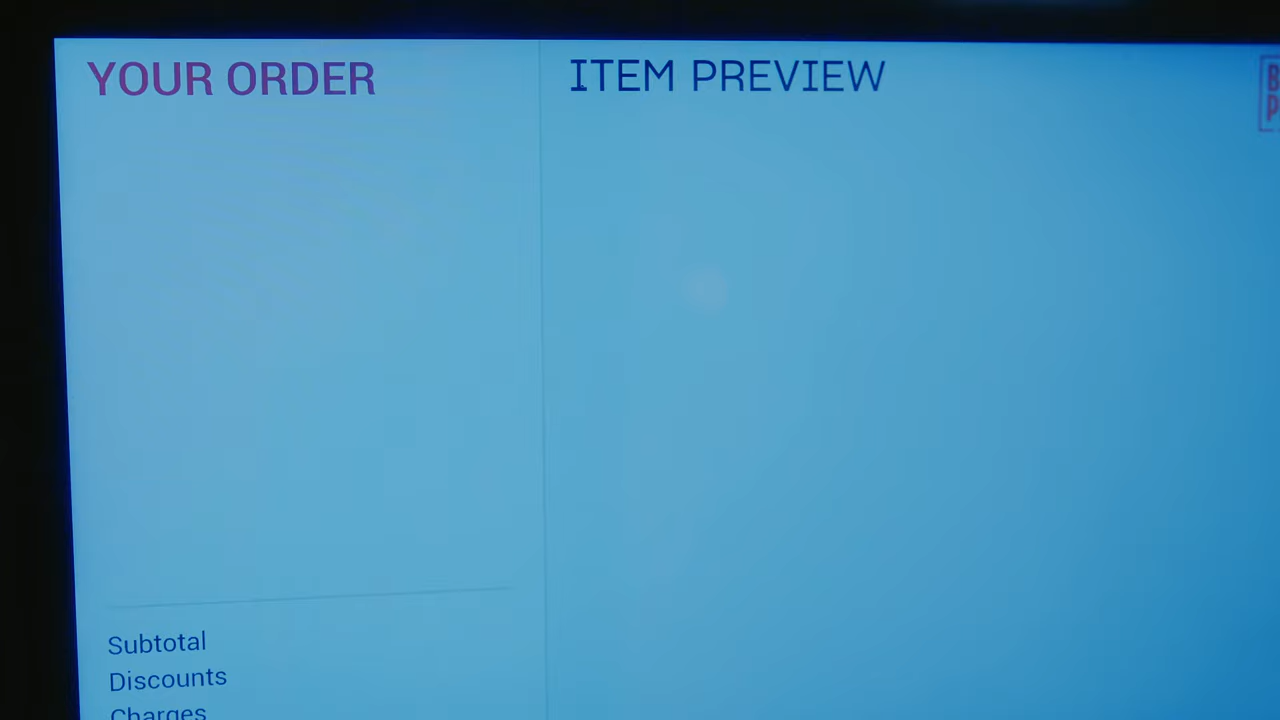 YOUR ORDER
ITEM PREVIEW
Subtotal
Discounts
Charges